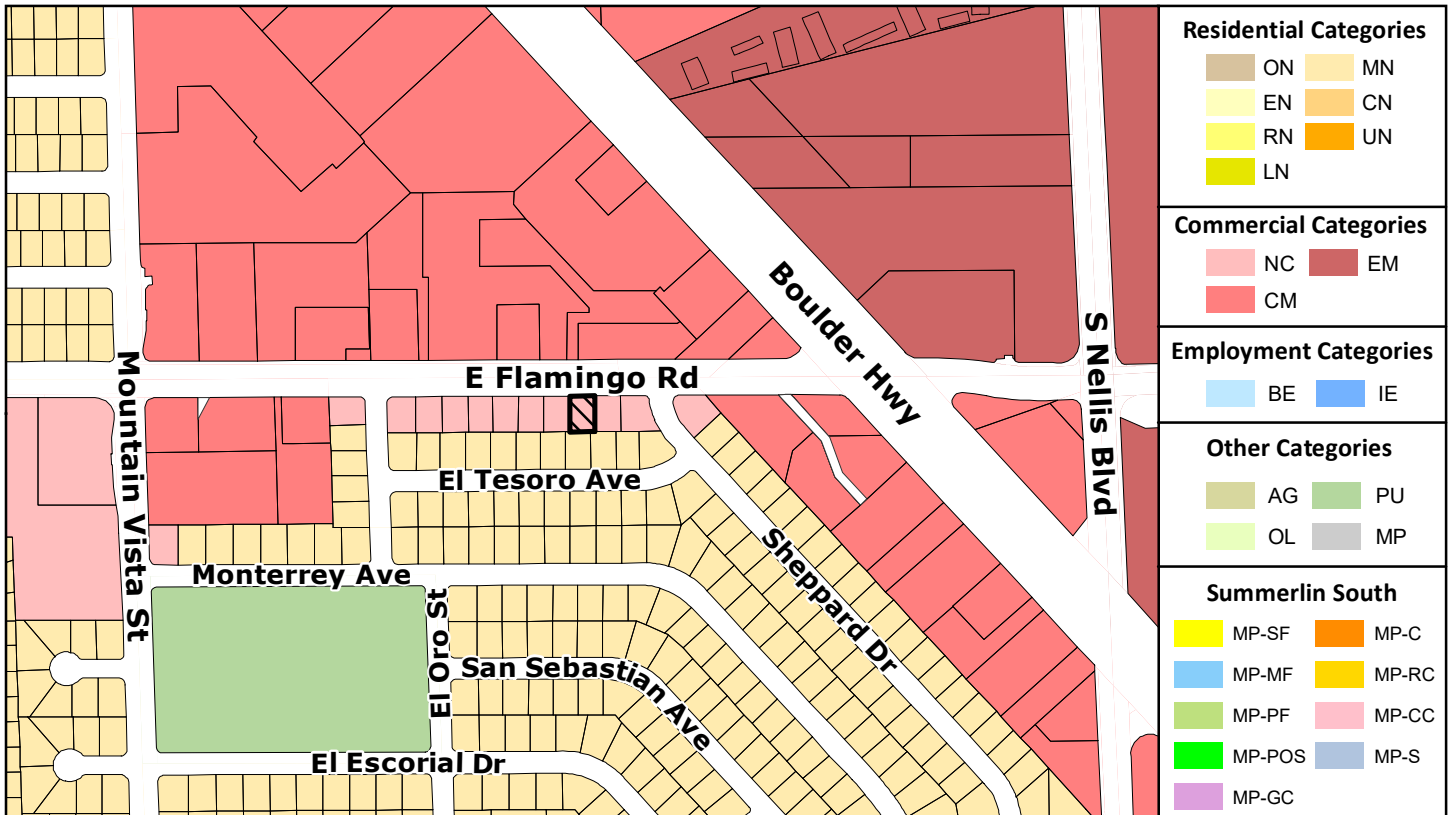 Boulder Hwy
S Nellis Blvd
E Flamingo Rd
Mountain Vista St
El Tesoro Ave
Sheppard Dr
Monterrey Ave
El Oro St
San Sebastian Ave
El Escorial Dr
Residential Categories
ON MN
EN CN
RN UN
LN
Commercial Categories
NC EM
CM
Employment Categories
BE IE
Other Categories
AG PU
OL MP
Summerlin South
MP-SF MP-C
MP-MF MP-RC
MP-PF MP-CC
MP-POS MP-S
MP-GC